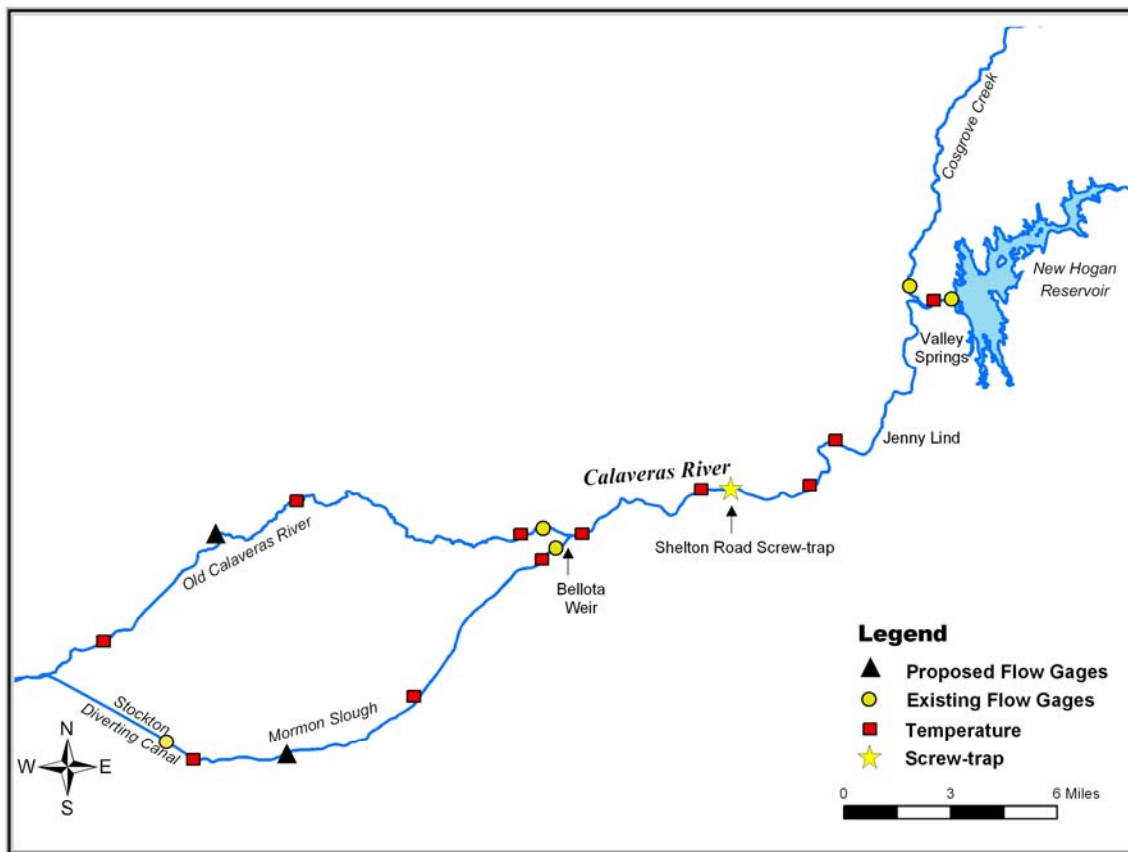 Cosgrove Creek
New Hogan
Reservoir
Valley
Springs
Jenny Lind
Calaveras River
Shelton Road Screw-trap
Old Calaveras River
Bellota
Weir
Stockton
Diverting Canal
Mormon Slough
N
W E
S
Legend
Proposed Flow Gages
Existing Flow Gages
Temperature
Screw-trap
0 3 6 Miles